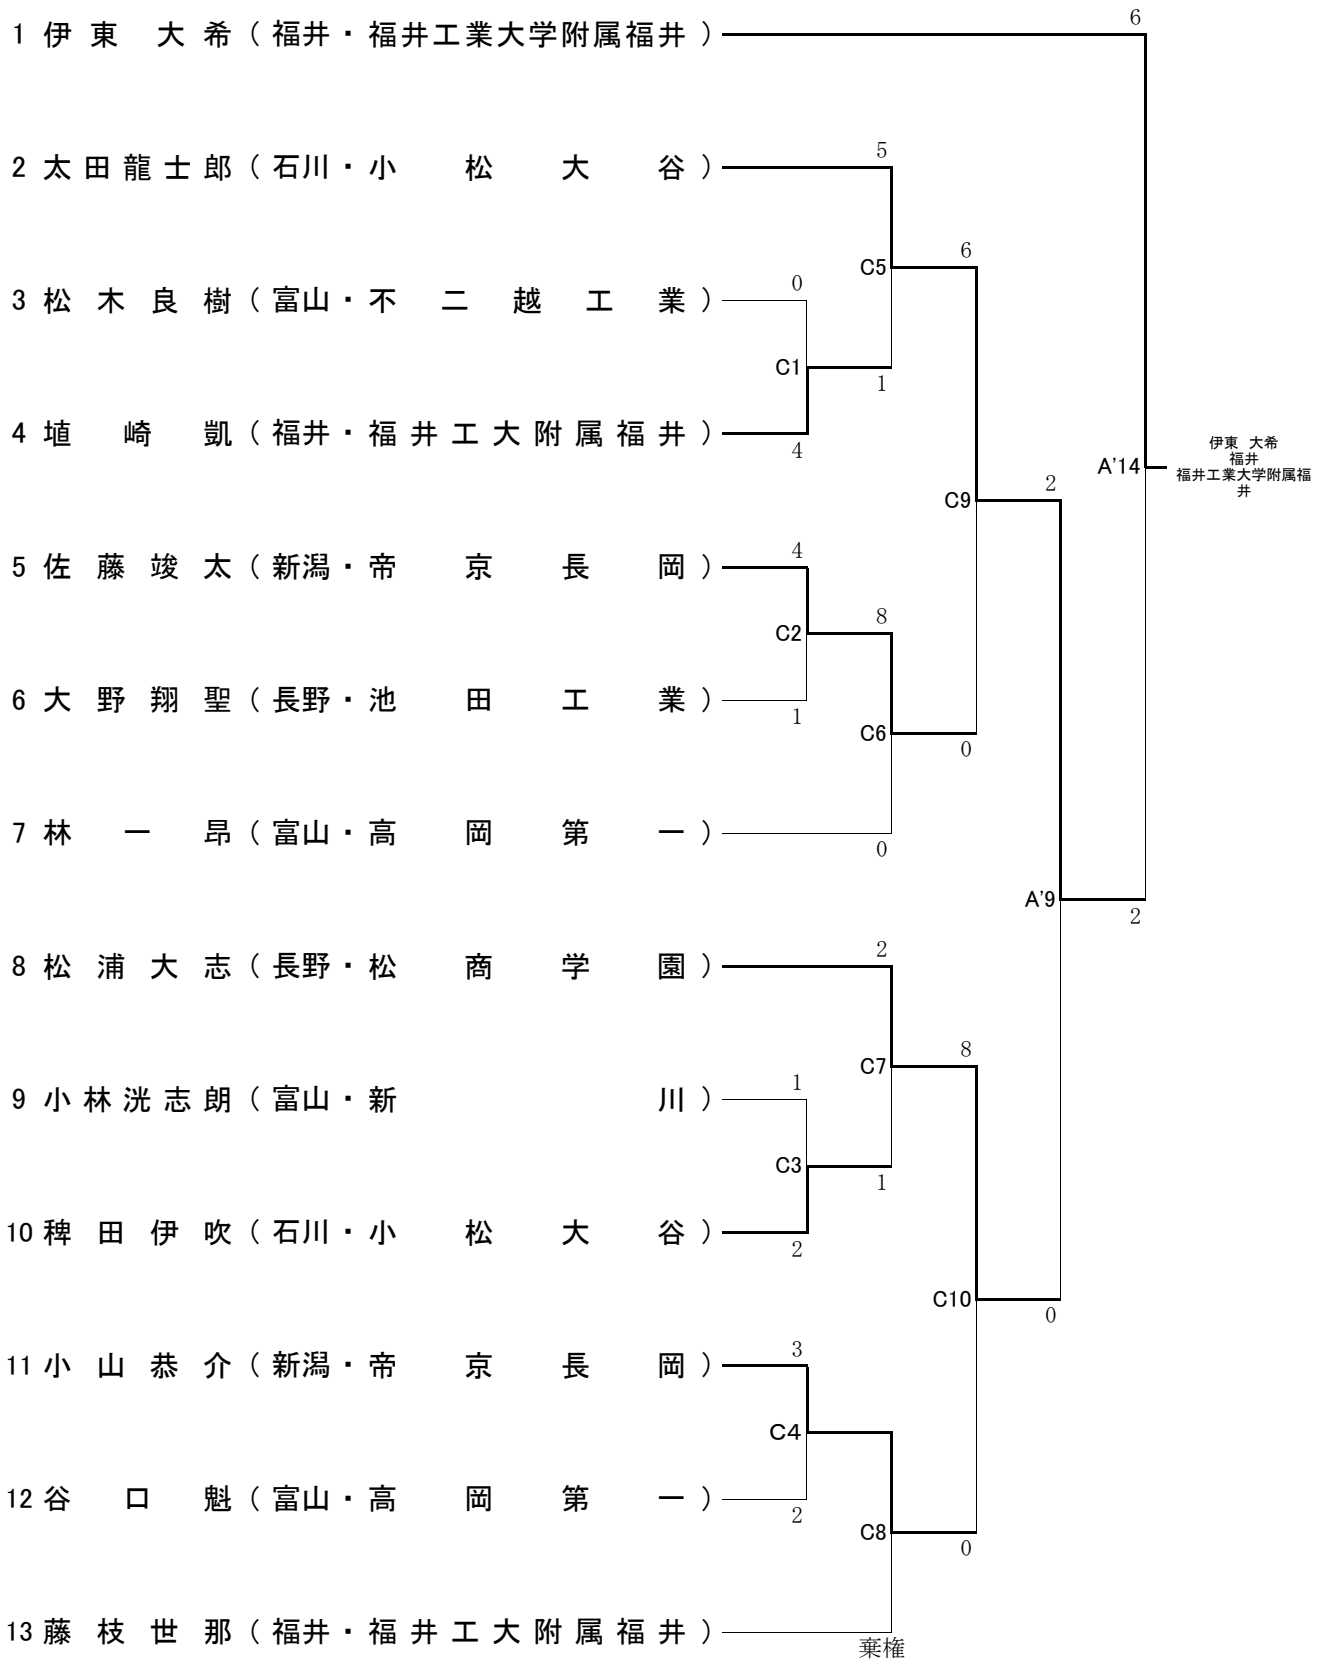 1 伊東 大希 (福井・福井工業大学附属福井) 6
2 太田龍士郎 (石川・小松大谷) 5
C5 6
3 松木良樹 (富山・不二越工業) 0
C1 1
4 埴崎凱 (福井・福井工大附属福井) 4
A'14
伊東 大希
福井
福井工業大学附属福
井
C9 2
5 佐藤竣太 (新潟・帝京長岡) 4
C2 8
6 大野翔聖 (長野・池田工業) 1
C6 0
7 林一昂 (富山・高岡第一) 0
A'9 2
8 松浦大志 (長野・松商学園) 2
C7 8
9 小林洸志朗 (富山・新川) 1
C3 1
10 稗田伊吹 (石川・小松大谷) 2
C10 0
11 小山恭介 (新潟・帝京長岡) 3
C4
12 谷口魁 (富山・高岡第一) 2
C8 0
13 藤枝世那 (福井・福井工大附属福井) 棄権